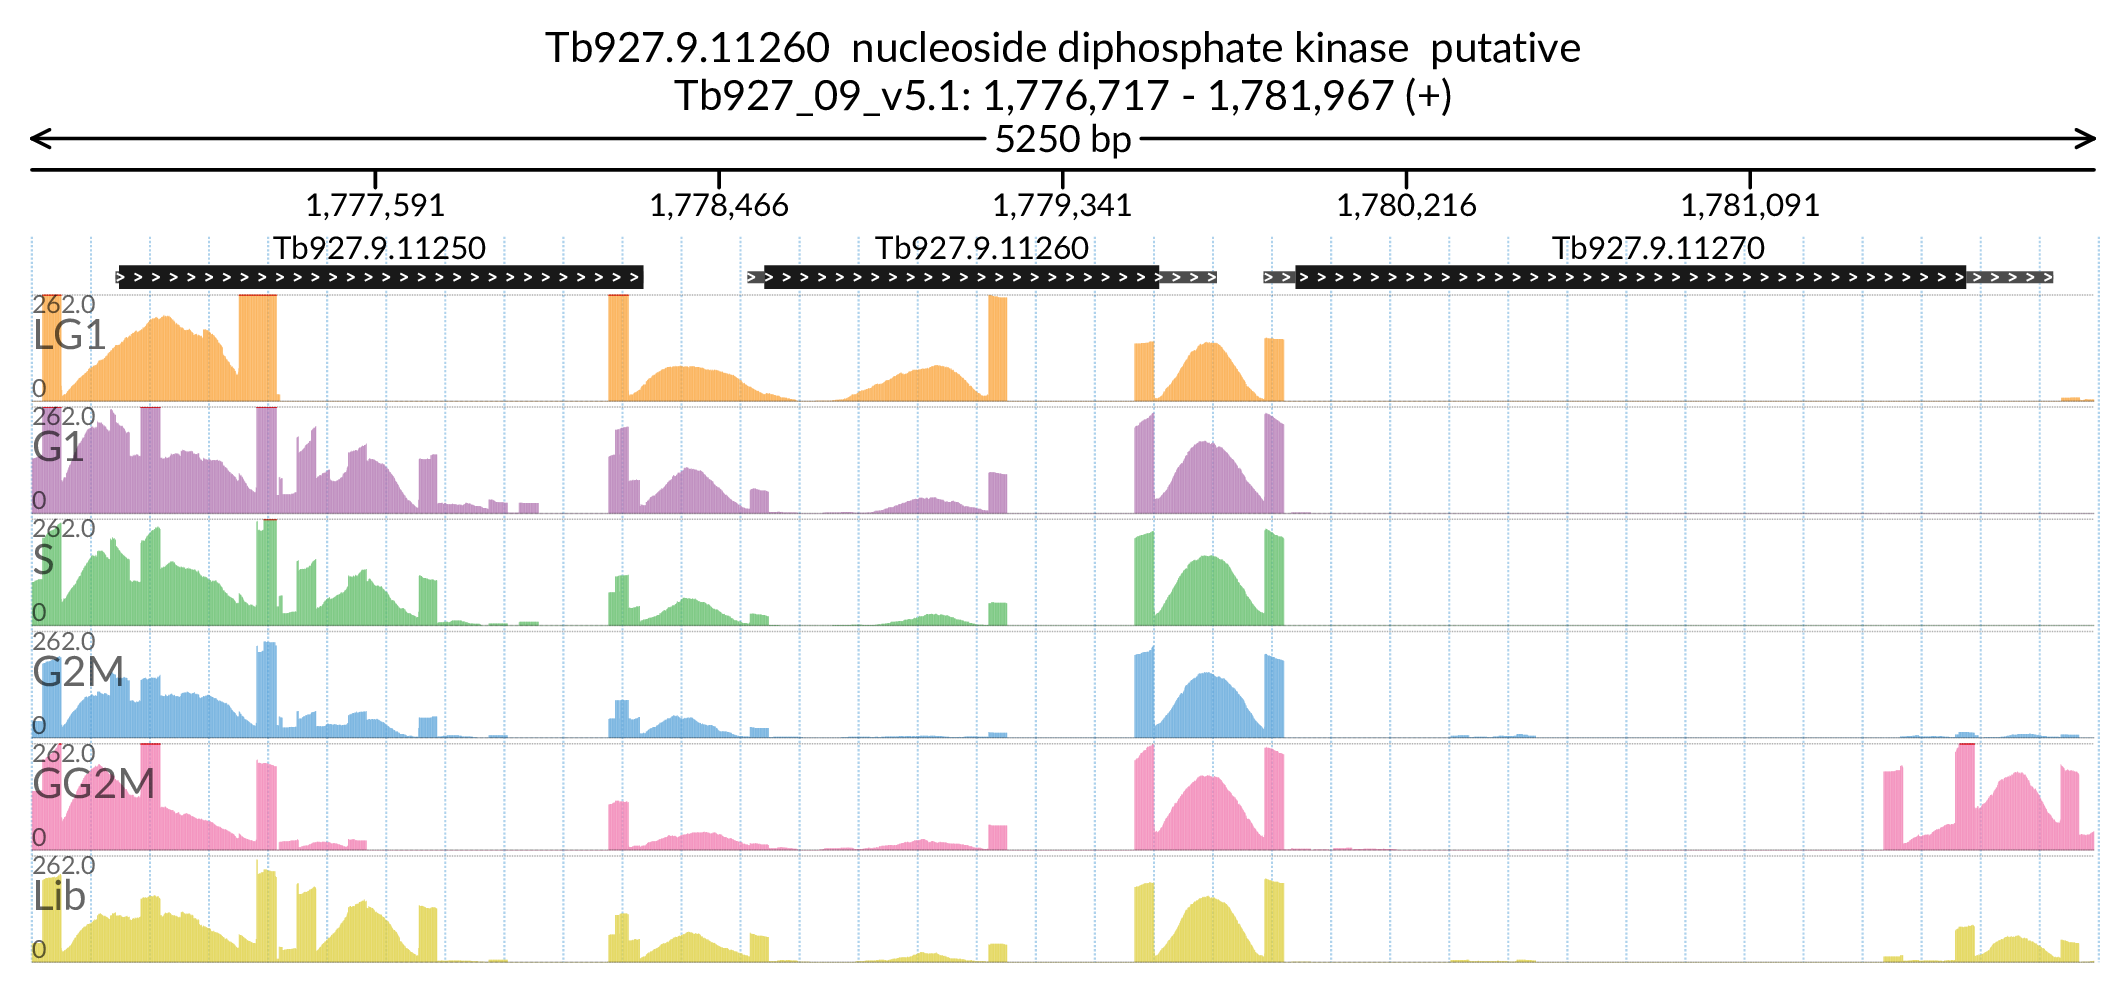 Tb927.9.11260  nucleoside diphosphate kinase  putative
Tb927_09_v5.1: 1,776,717 - 1,781,967 (+)
5250 bp
1,777,591 1,778,466 1,779,341 1,780,216 1,781,091
Tb927.9.11250 Tb927.9.11260 Tb927.9.11270
262.0
LG1
0
262.0
G1
0
262.0
S
0
262.0
G2M
0
262.0
GG2M
0
262.0
Lib
0